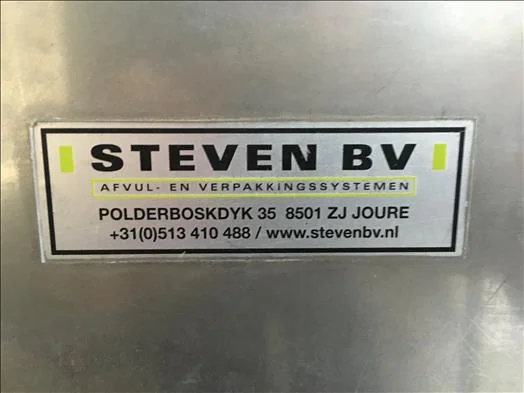 STEVEN BV
AFVUL- EN VERPAKKINGSSYSTEMEN
POLDERBOSKDYK 35 8501 ZJ JOURE
+31(0)513 410 488 / www.stevenbv.nl